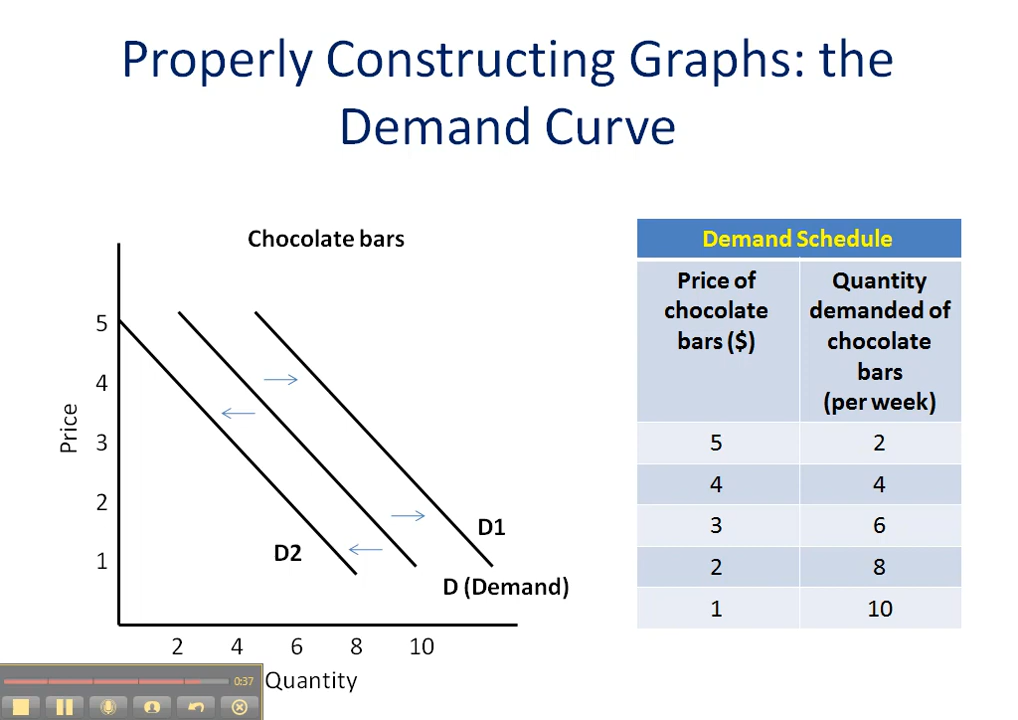 Properly Constructing Graphs: the
Demand Curve
Chocolate bars
5
4
3
2
1
Price
D1
D2
D (Demand)
2 4 6 8 10
Quantity
Demand Schedule
Price of
chocolate
bars ($)
Quantity
demanded of
chocolate
bars
(per week)
5 2
4 4
3 6
2 8
1 10
0:37